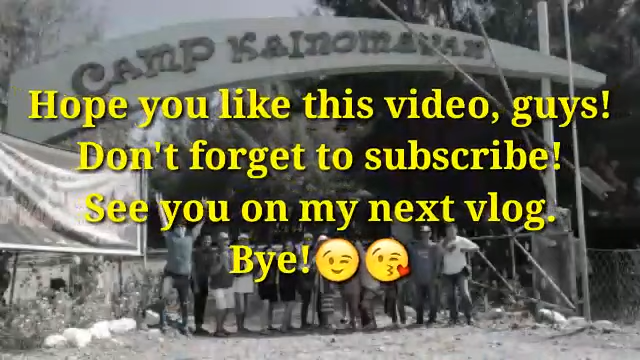 CAMP KAINOMAYAN
Hope you like this video, guys!
Don't forget to subscribe!
See you on my next vlog.
Bye!😉😘